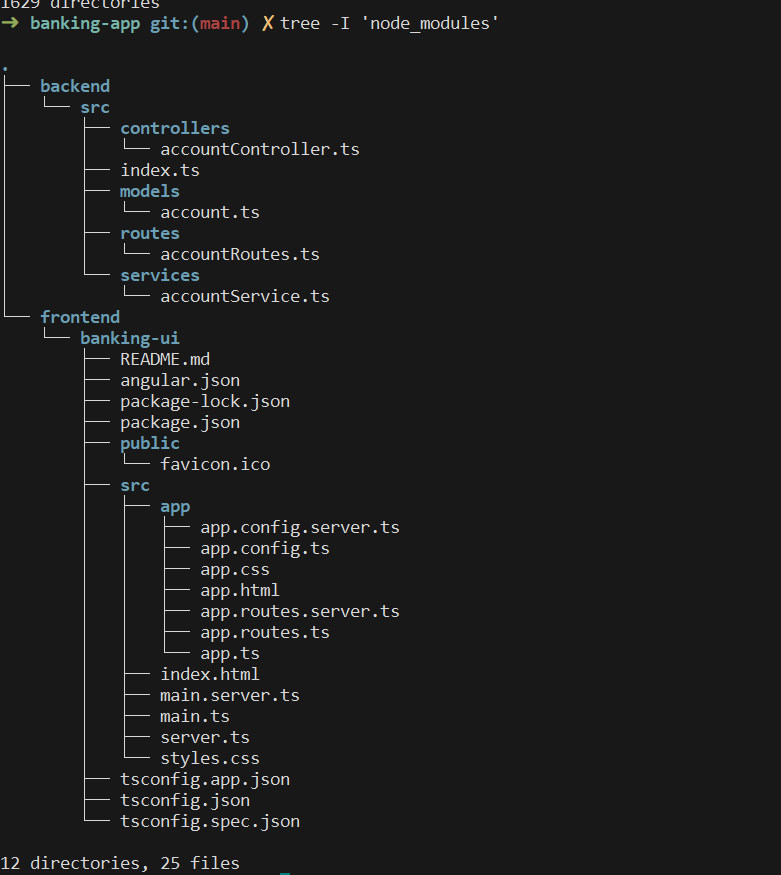 1629 directories
➜ banking-app git:(main) ✗ tree -I 'node_modules'
.
├── backend
│   └── src
│       ├── controllers
│       │   └── accountController.ts
│       ├── index.ts
│       ├── models
│       │   └── account.ts
│       ├── routes
│       │   └── accountRoutes.ts
│       └── services
│           └── accountService.ts
└── frontend
    └── banking-ui
        ├── README.md
        ├── angular.json
        ├── package-lock.json
        ├── package.json
        ├── public
        │   └── favicon.ico
        ├── src
        │   ├── app
        │   │   ├── app.config.server.ts
        │   │   ├── app.config.ts
        │   │   ├── app.css
        │   │   ├── app.html
        │   │   ├── app.routes.server.ts
        │   │   ├── app.routes.ts
        │   │   └── app.ts
        │   ├── index.html
        │   ├── main.server.ts
        │   ├── main.ts
        │   ├── server.ts
        │   └── styles.css
        ├── tsconfig.app.json
        ├── tsconfig.json
        └── tsconfig.spec.json
12 directories, 25 files